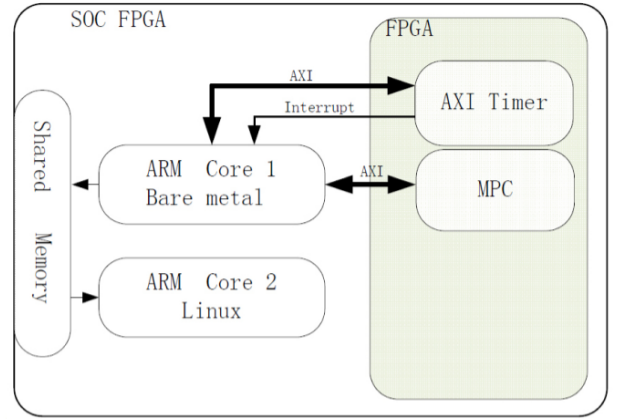 SOC FPGA
FPGA
AXI
AXI Timer
Interrupt
Shared Memory
ARM Core 1
Bare metal
AXI
MPC
ARM Core 2
Linux